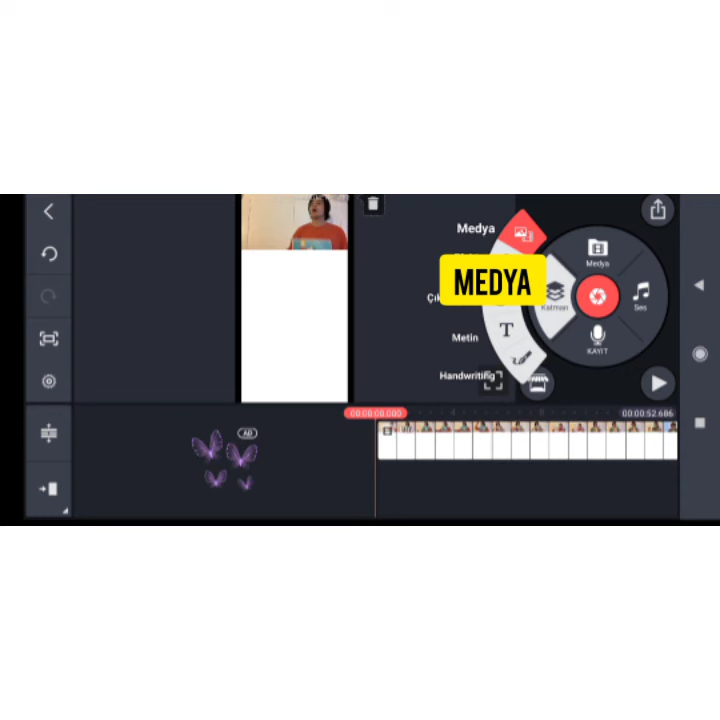 Medya
MEDYA
Medya
Katman
Ses
KAYIT
Metin
T
Handwriting
AD
00:00:00.000
00:00:52.686